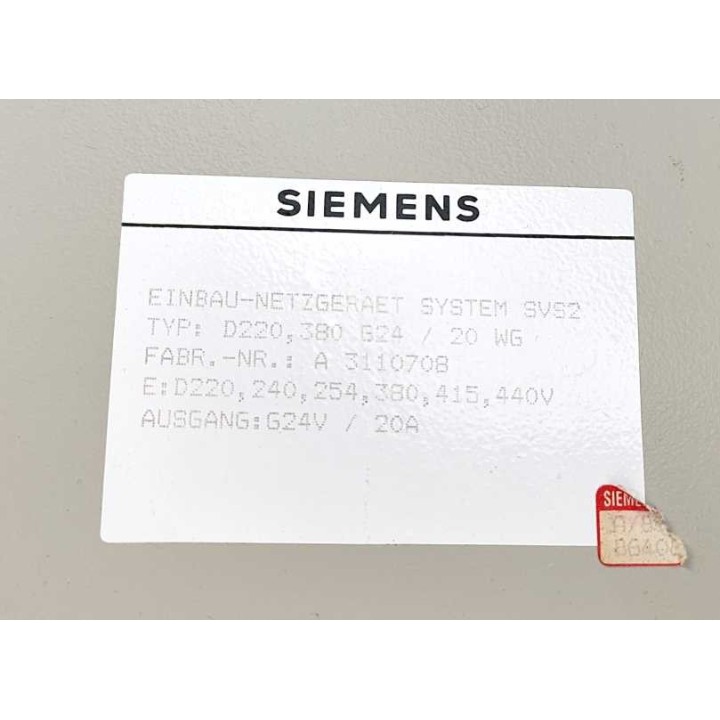 SIEMENS
EINBAU-NETZGERAET SYSTEM SVS2
TYP: D220,380 G24 / 20 WG
FABR.-NR.: A 3110708
E:D220,240,254,380,415,440V
AUSGANG:G24V / 20A